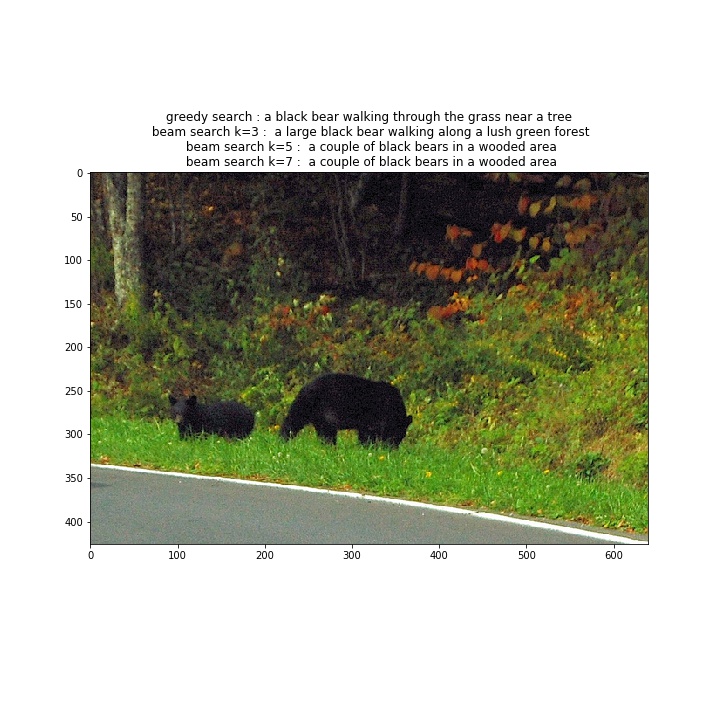 greedy search : a black bear walking through the grass near a tree
beam search k=3 :  a large black bear walking along a lush green forest
beam search k=5 :  a couple of black bears in a wooded area
beam search k=7 :  a couple of black bears in a wooded area
0
50
100
150
200
250
300
350
400
0 100 200 300 400 500 600